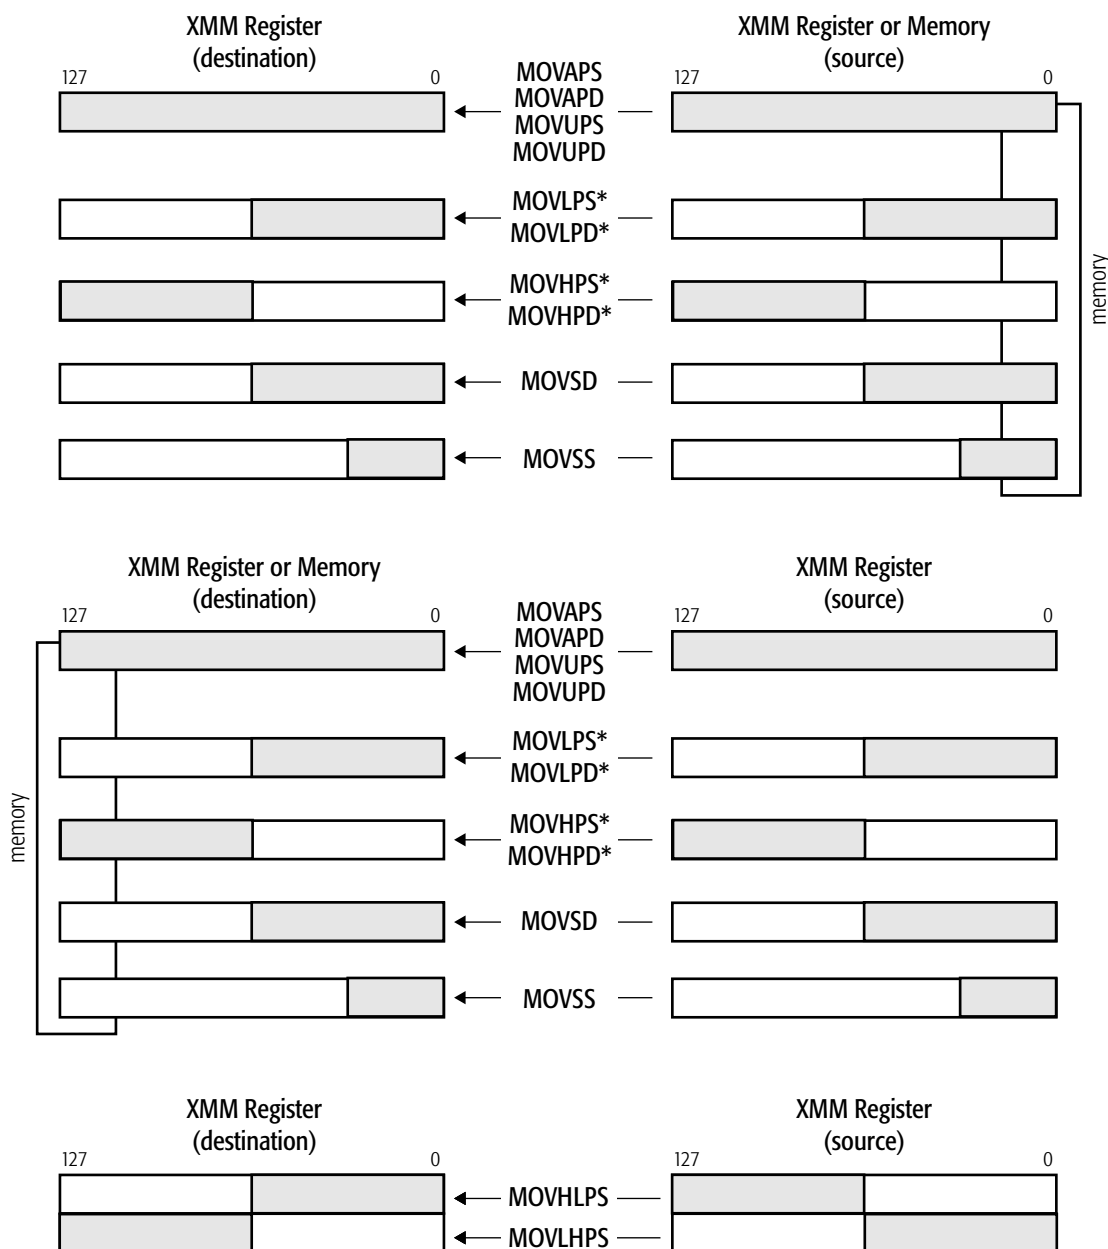 XMM Register
(destination)
XMM Register or Memory
(source)
127 0
MOVAPS
MOVAPD
MOVUPS
MOVUPD
127 0
MOVLPS*
MOVLPD*
MOVHPS*
MOVHPD*
MOVSD
MOVSS
memory
XMM Register or Memory
(destination)
XMM Register
(source)
127 0
MOVAPS
MOVAPD
MOVUPS
MOVUPD
127 0
MOVLPS*
MOVLPD*
MOVHPS*
MOVHPD*
MOVSD
MOVSS
memory
XMM Register
(destination)
XMM Register
(source)
127 0
127 0
MOVHLPS
MOVLHPS